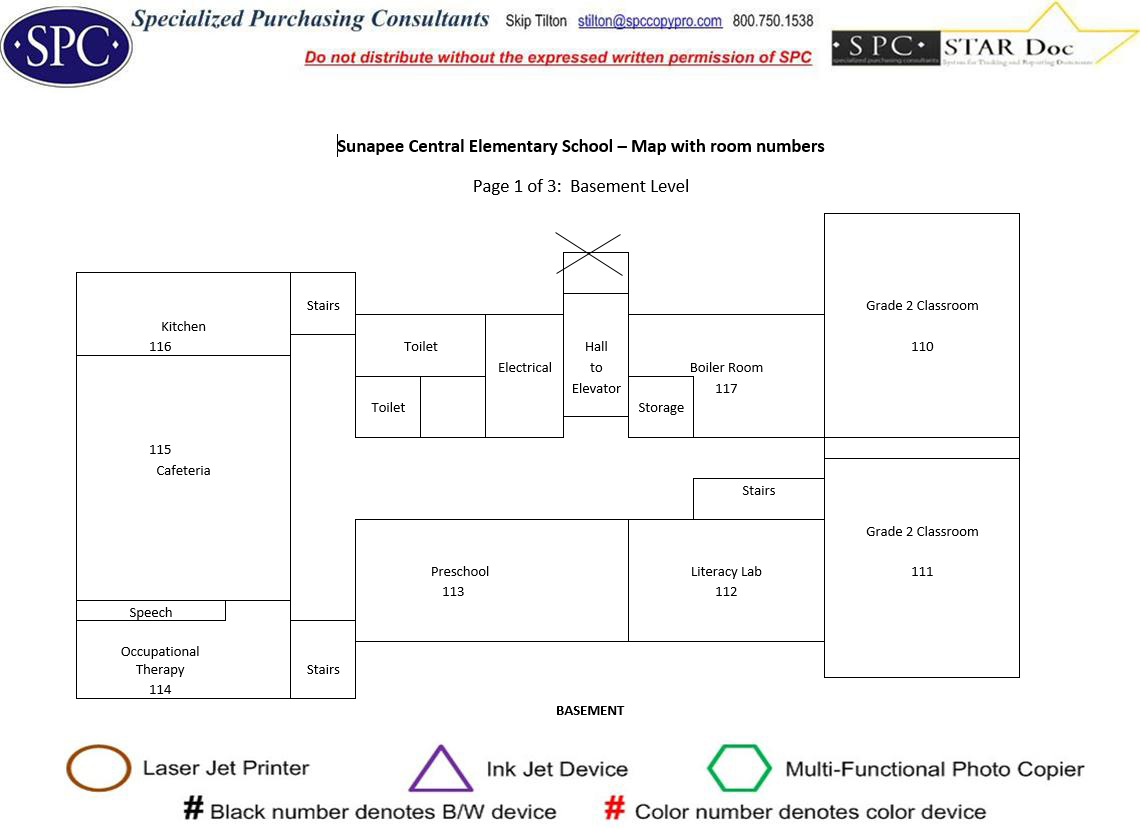 ·SPC·
Specialized Purchasing Consultants Skip Tilton stilton@spccopypro.com 800.750.1538
Do not distribute without the expressed written permission of SPC
·SPC· STAR Doc
specialized purchasing consultants System for Tracking and Reporting Documents
Sunapee Central Elementary School – Map with room numbers
Page 1 of 3: Basement Level
Kitchen
116
Stairs
Toilet
Toilet
Electrical
Hall
to
Elevator
Boiler Room
117
Storage
Grade 2 Classroom
110
115
Cafeteria
Stairs
Grade 2 Classroom
111
Preschool
113
Literacy Lab
112
Speech
Occupational
Therapy
114
Stairs
BASEMENT
Laser Jet Printer
Ink Jet Device
Multi-Functional Photo Copier
# Black number denotes B/W device
# Color number denotes color device